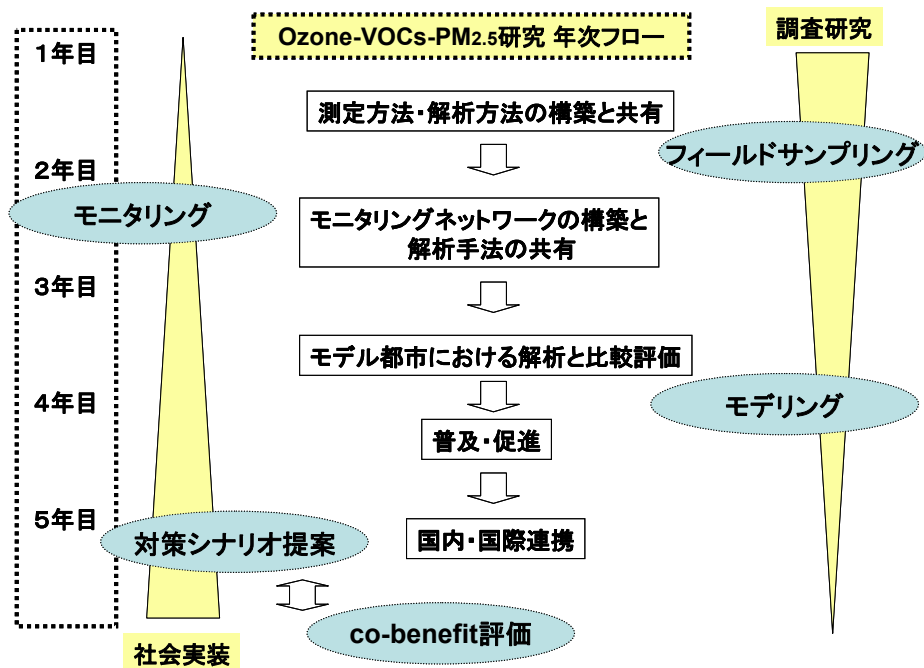 Ozone-VOCs-PM2.5研究 年次フロー
調査研究
1年目
測定方法・解析方法の構築と共有
フィールドサンプリング
2年目
モニタリング
モニタリングネットワークの構築と
解析手法の共有
3年目
モデル都市における解析と比較評価
4年目
モデリング
普及・促進
5年目
対策シナリオ提案
国内・国際連携
co-benefit評価
社会実装